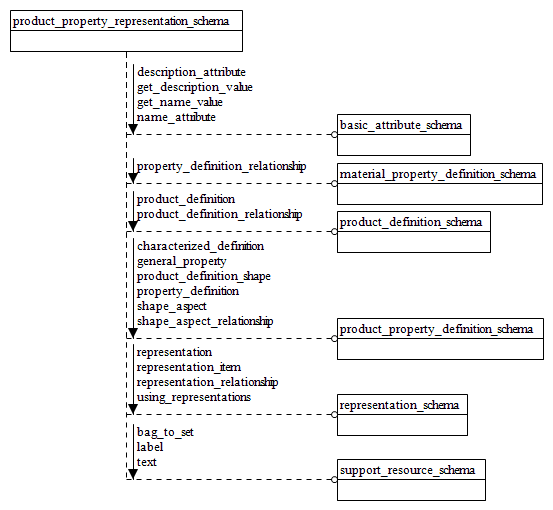 product_property_representation_schema
description_attribute
get_description_value
get_name_value
name_attribute
basic_attribute_schema
property_definition_relationship
material_property_definition_schema
product_definition
product_definition_relationship
product_definition_schema
characterized_definition
general_property
product_definition_shape
property_definition
shape_aspect
shape_aspect_relationship
product_property_definition_schema
representation
representation_item
representation_relationship
using_representations
representation_schema
bag_to_set
label
text
support_resource_schema